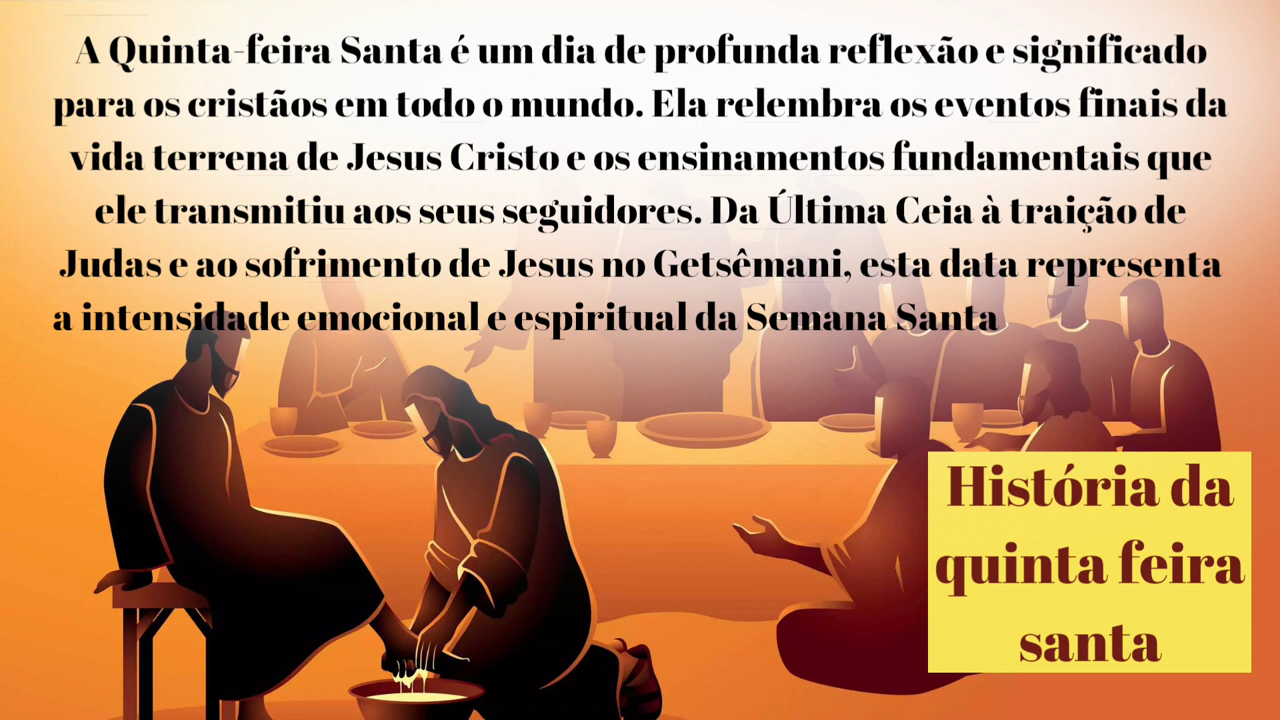 A Quinta-feira Santa é um dia de profunda reflexão e significado
para os cristãos em todo o mundo. Ela relembra os eventos finais da
vida terrena de Jesus Cristo e os ensinamentos fundamentais que
ele transmitiu aos seus seguidores. Da Última Ceia à traição de
Judas e ao sofrimento de Jesus no Getsêmani, esta data representa
a intensidade emocional e espiritual da Semana Santa
História da
quinta feira
santa